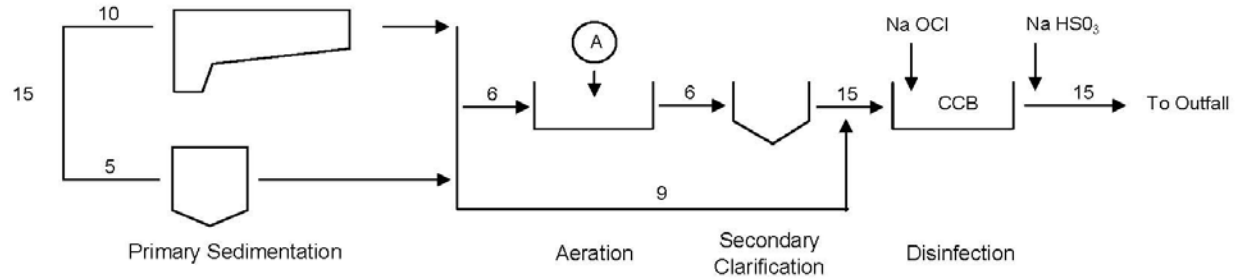 10
15
5
Primary Sedimentation
6
A
Aeration
6
Secondary
Clarification
15
9
Na OCl
CCB
Na HS0₃
15
To Outfall
Disinfection